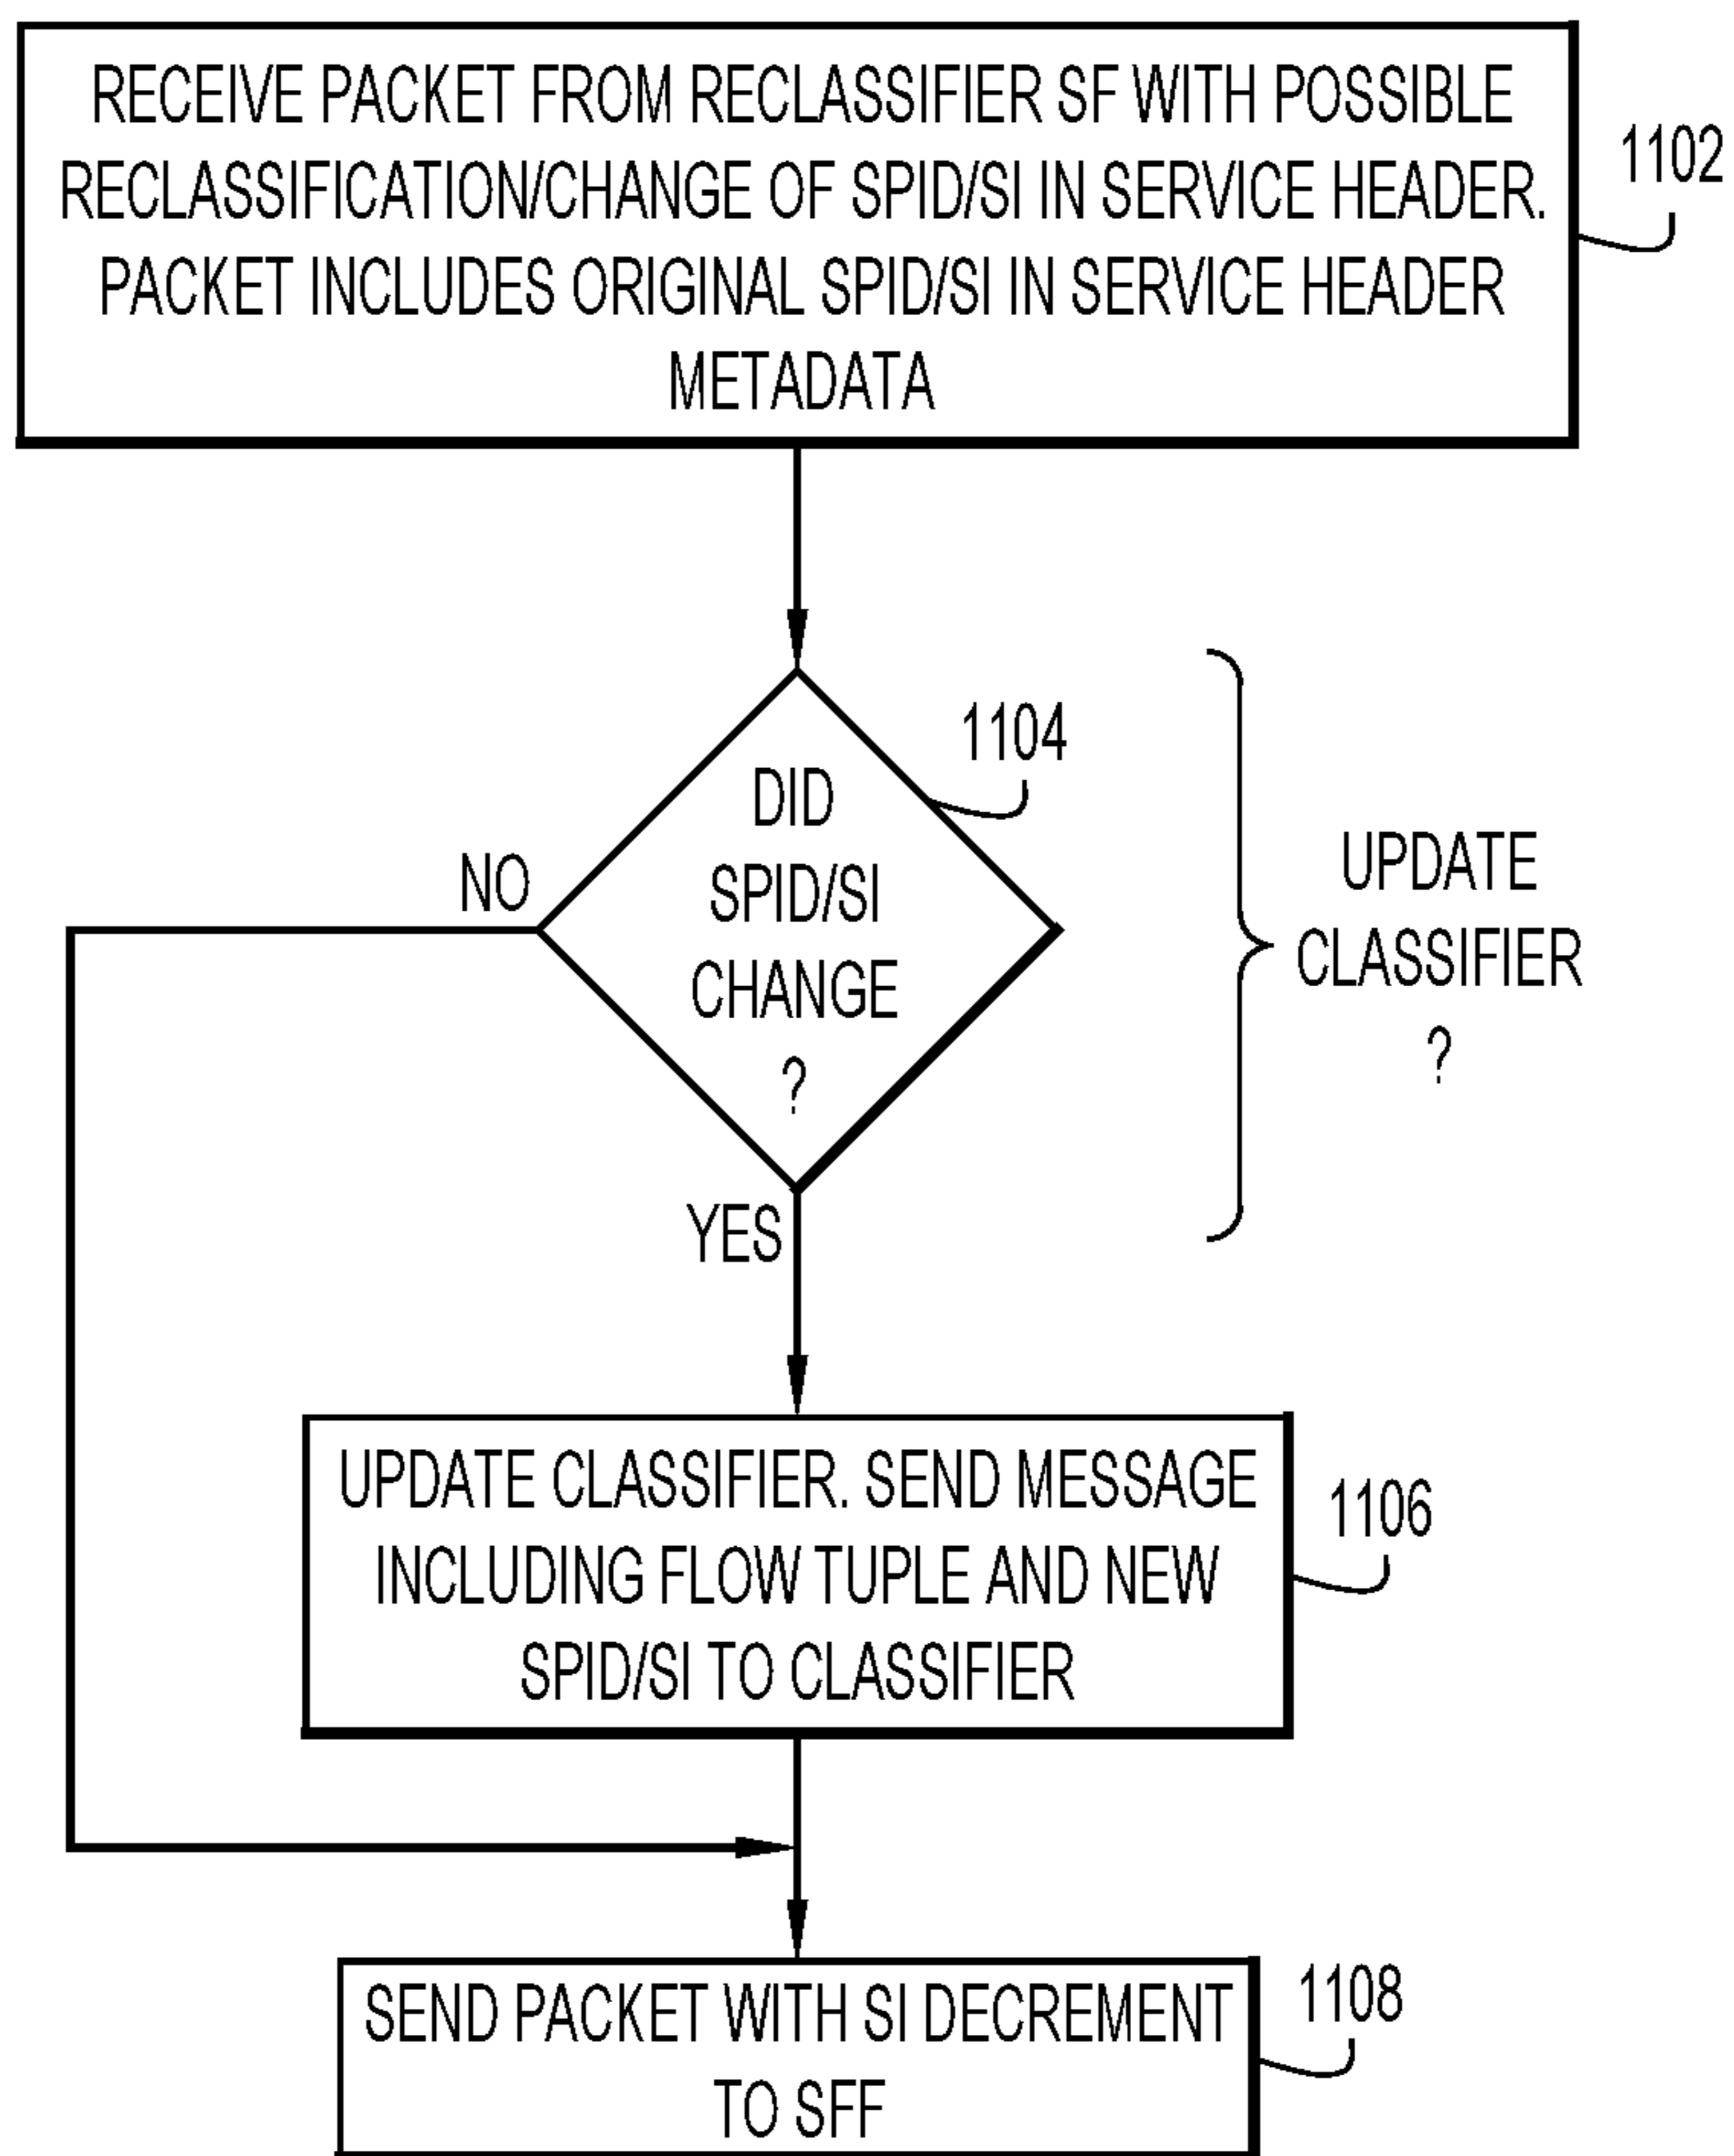 RECEIVE PACKET FROM RECLASSIFIER SF WITH POSSIBLE
RECLASSIFICATION/CHANGE OF SPID/SI IN SERVICE HEADER.
PACKET INCLUDES ORIGINAL SPID/SI IN SERVICE HEADER
METADATA
1102
1104
DID
SPID/SI
CHANGE
?
NO
YES
UPDATE
CLASSIFIER
?
UPDATE CLASSIFIER. SEND MESSAGE
INCLUDING FLOW TUPLE AND NEW
SPID/SI TO CLASSIFIER
1106
SEND PACKET WITH SI DECREMENT
TO SFF
1108